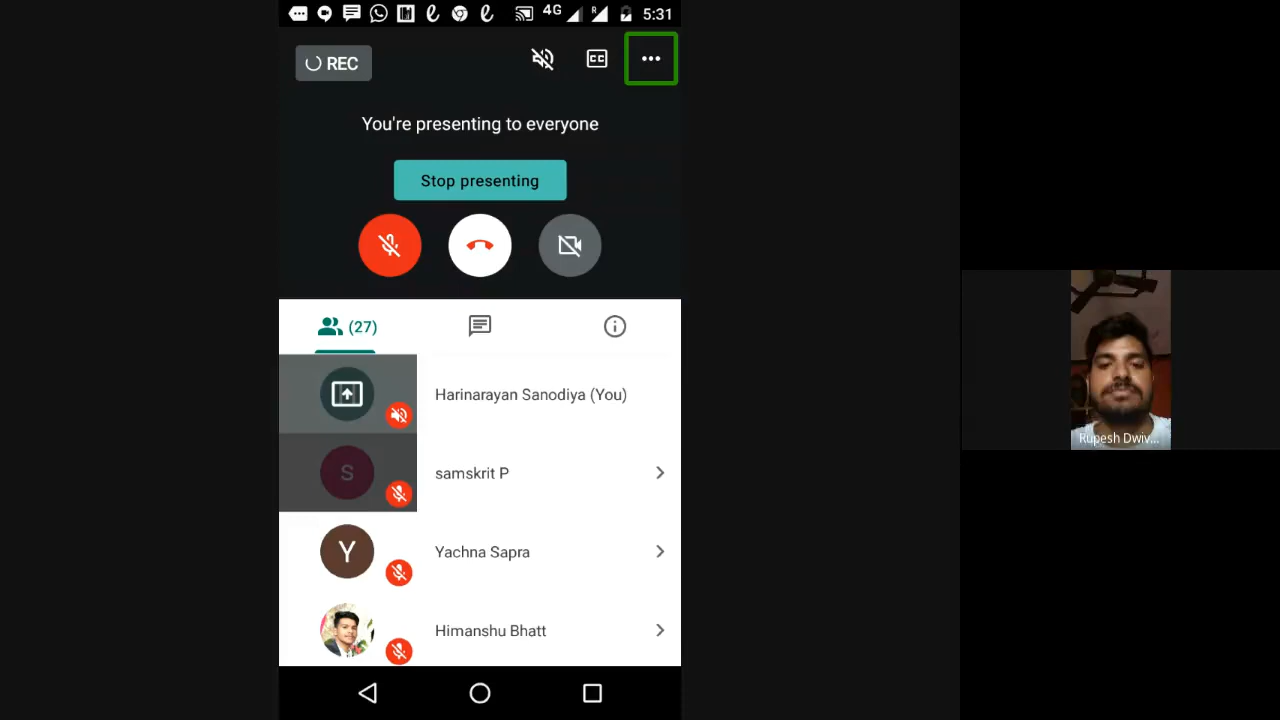 4G R 5:31
REC
CC
You're presenting to everyone
Stop presenting
(27)
Harinarayan Sanodiya (You)
S
samskrit P
Y
Yachna Sapra
Himanshu Bhatt
Rupesh Dwiv...